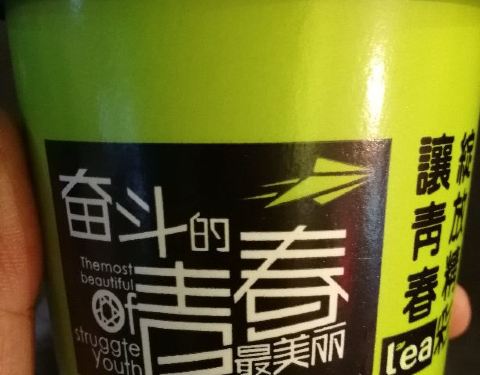 奋斗的
青春
最美丽
Themost
beautiful
Of
struggte
youth
讓青春
綻放精彩
l'ea